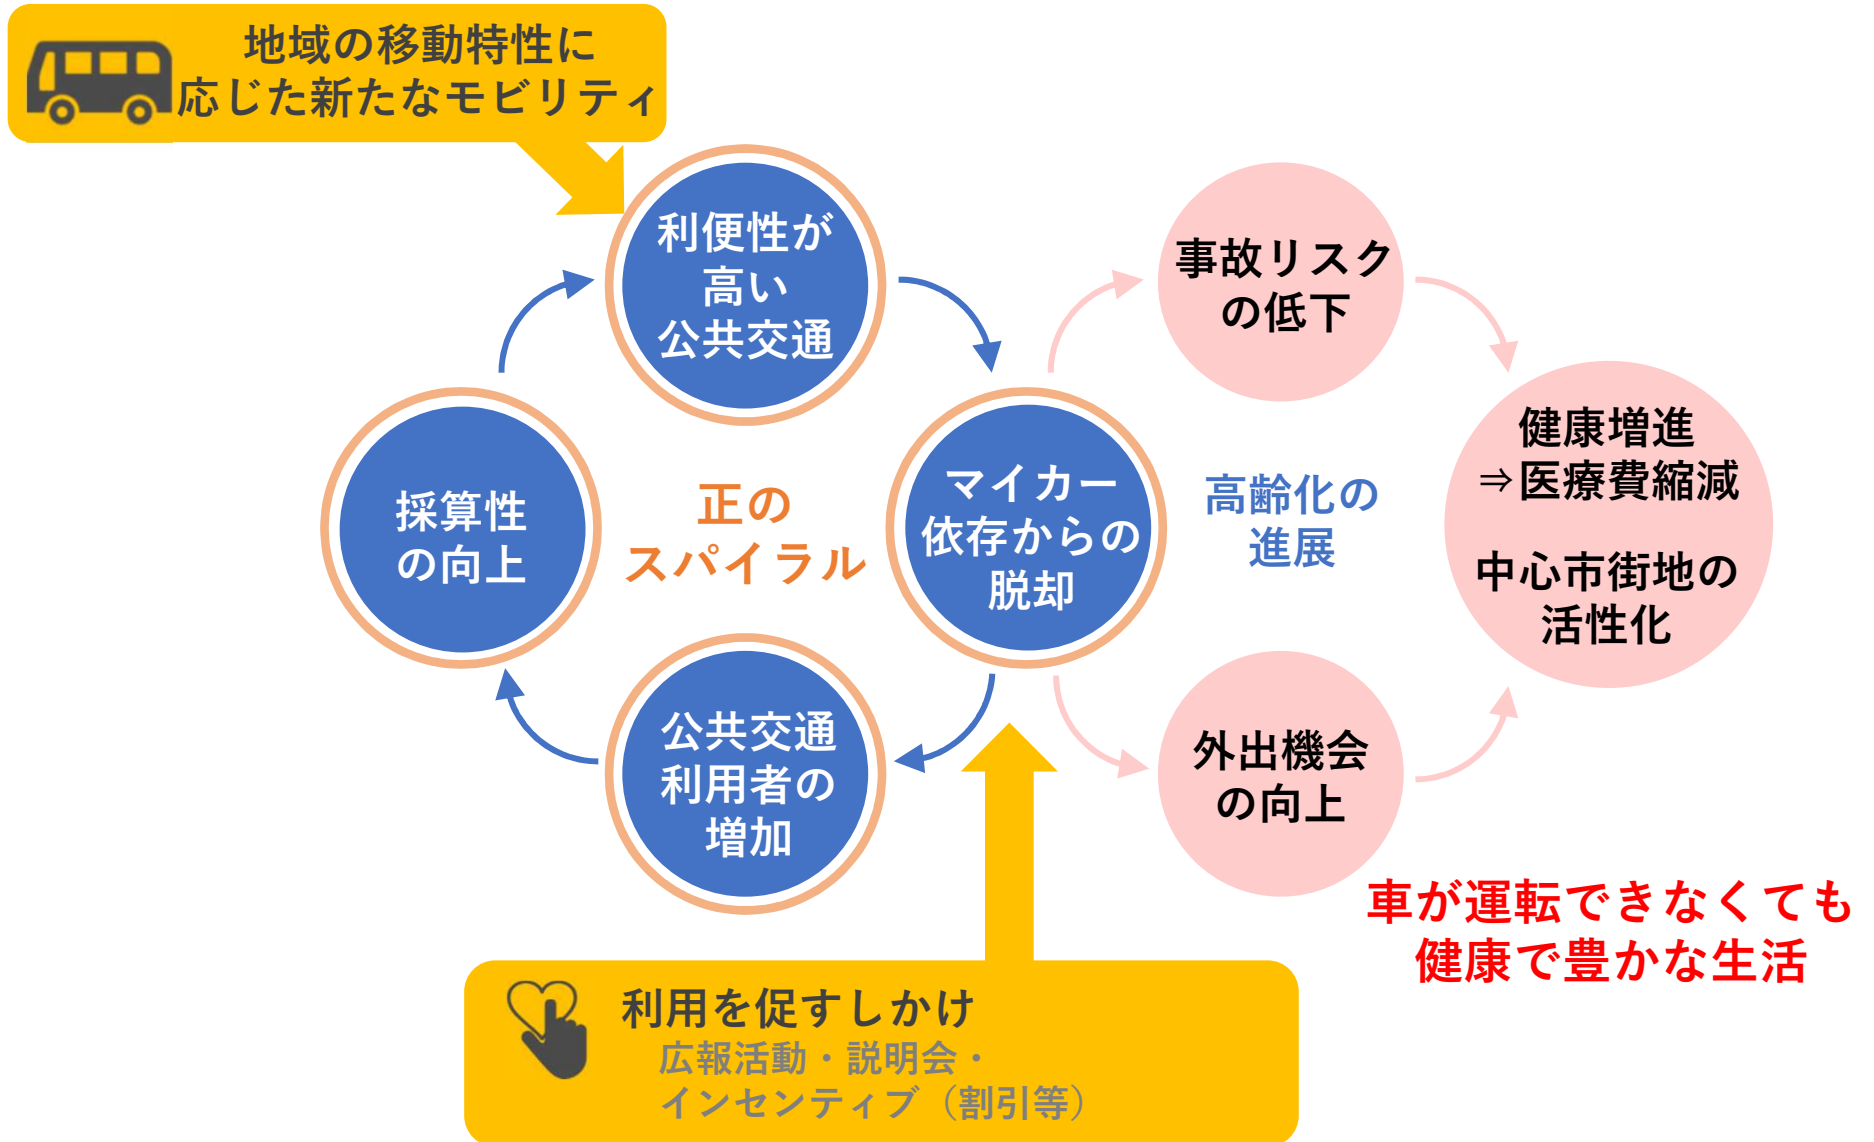 地域の移動特性に
応じた新たなモビリティ
利便性が
高い
公共交通
事故リスク
の低下
健康増進
⇒医療費縮減
中心市街地の
活性化
採算性
の向上
正の
スパイラル
マイカー
依存からの
脱却
高齢化の
進展
公共交通
利用者の
増加
外出機会
の向上
車が運転できなくても
健康で豊かな生活
利用を促すしかけ
広報活動・説明会・
インセンティブ（割引等）